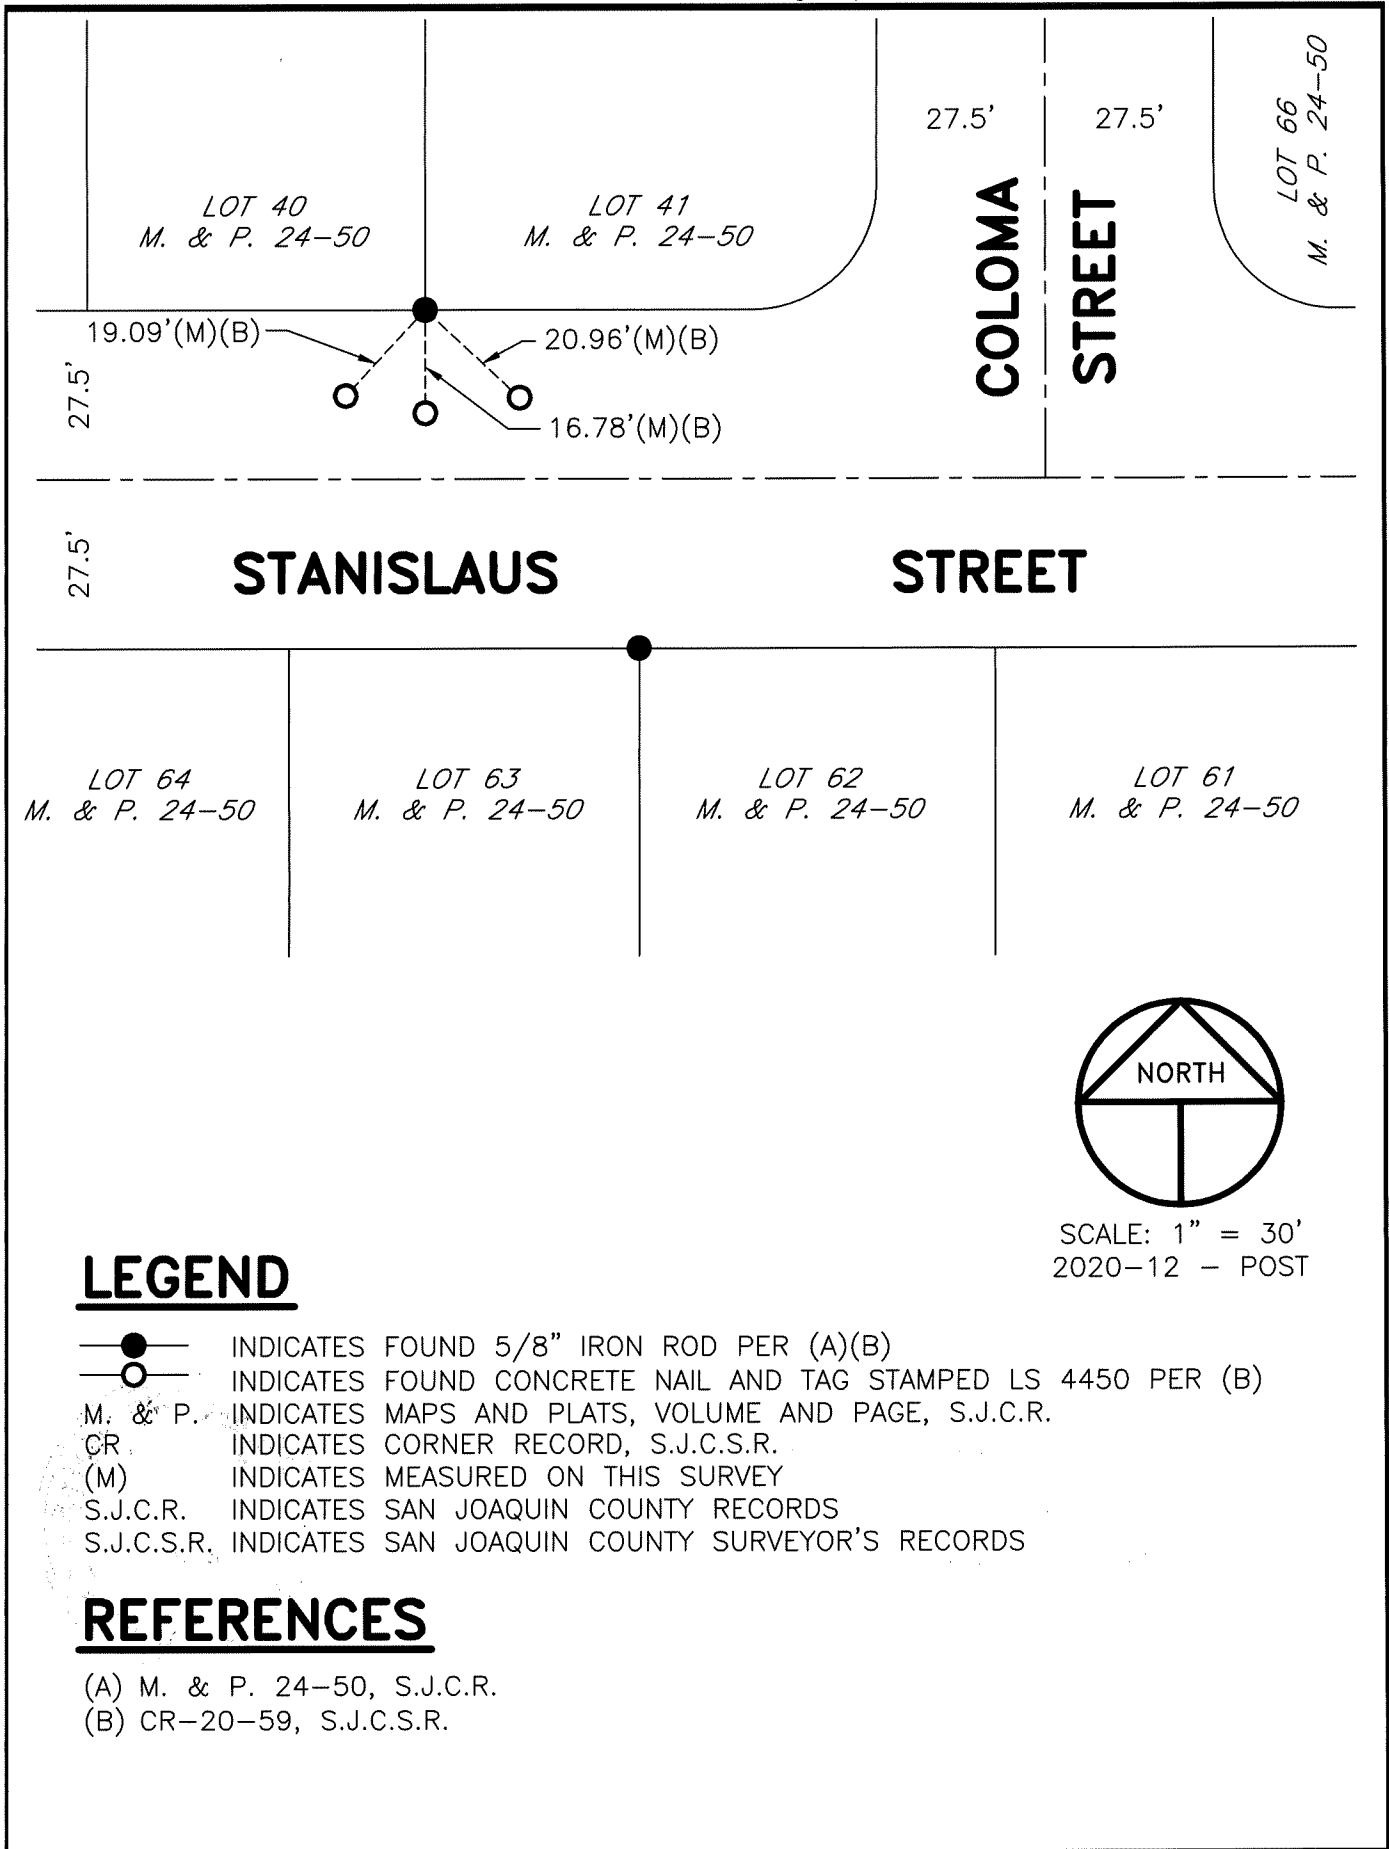 27.5' 27.5'
LOT 66
M. & P. 24-50
LOT 40
M. & P. 24-50
LOT 41
M. & P. 24-50
COLOMA
STREET
19.09'(M)(B)
20.96'(M)(B)
16.78'(M)(B)
27.5'
27.5'
STANISLAUS STREET
LOT 64
M. & P. 24-50
LOT 63
M. & P. 24-50
LOT 62
M. & P. 24-50
LOT 61
M. & P. 24-50
NORTH
SCALE: 1" = 30'
2020-12 - POST
LEGEND
INDICATES FOUND 5/8" IRON ROD PER (A)(B)
INDICATES FOUND CONCRETE NAIL AND TAG STAMPED LS 4450 PER (B)
M. & P. INDICATES MAPS AND PLATS, VOLUME AND PAGE, S.J.C.R.
CR INDICATES CORNER RECORD, S.J.C.S.R.
(M) INDICATES MEASURED ON THIS SURVEY
S.J.C.R. INDICATES SAN JOAQUIN COUNTY RECORDS
S.J.C.S.R. INDICATES SAN JOAQUIN COUNTY SURVEYOR'S RECORDS
REFERENCES
(A) M. & P. 24-50, S.J.C.R.
(B) CR-20-59, S.J.C.S.R.